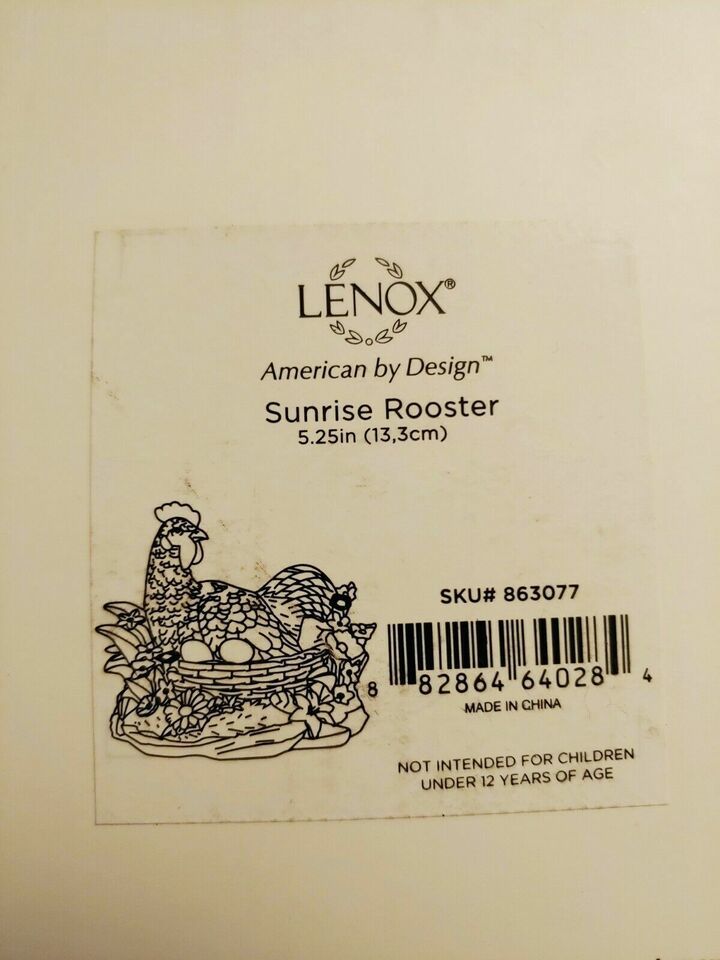 LENOX®
American by Design™
Sunrise Rooster
5.25in (13,3cm)
SKU# 863077
8 82864 64028 4
MADE IN CHINA
NOT INTENDED FOR CHILDREN
UNDER 12 YEARS OF AGE